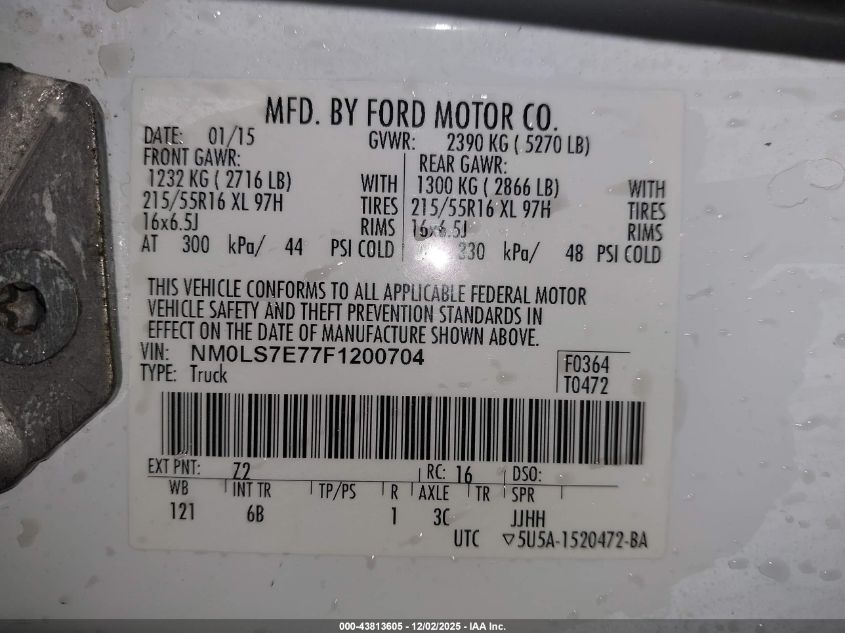 MFD. BY FORD MOTOR CO.
DATE: 01/15 GVWR: 2390 KG ( 5270 LB)
FRONT GAWR: REAR GAWR:
1232 KG ( 2716 LB) WITH 1300 KG ( 2866 LB) WITH
215/55R16 XL 97H TIRES 215/55R16 XL 97H TIRES
16x6.5J RIMS 16x6.5J RIMS
AT 300 kPa/ 44 PSI COLD 330 kPa/ 48 PSI COLD
THIS VEHICLE CONFORMS TO ALL APPLICABLE FEDERAL MOTOR
VEHICLE SAFETY AND THEFT PREVENTION STANDARDS IN
EFFECT ON THE DATE OF MANUFACTURE SHOWN ABOVE.
VIN: NM0LS7E77F1200704
TYPE: Truck
F0364
T0472
EXT PNT: Z2 RC: 16 DSO:
WB INT TR TP/PS R AXLE TR SPR
121 6B 1 3C JJHH
UTC ▽5U5A-1520472-BA
000-43813605 - 12/02/2025 - IAA Inc.